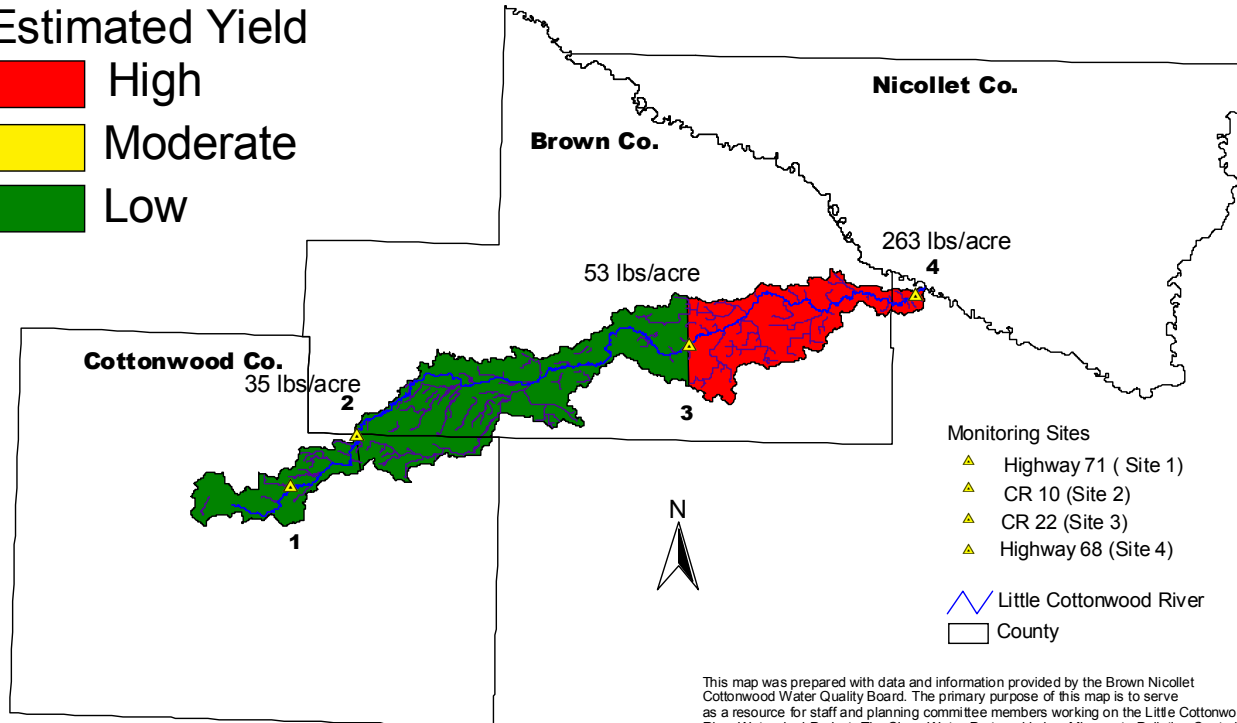 Estimated Yield
High
Moderate
Low
Nicollet Co.
Brown Co.
263 lbs/acre
4
53 lbs/acre
Cottonwood Co.
35 lbs/acre
2
3
1
N
Monitoring Sites
Highway 71 ( Site 1)
CR 10 (Site 2)
CR 22 (Site 3)
Highway 68 (Site 4)
Little Cottonwood River
County
This map was prepared with data and information provided by the Brown Nicollet
Cottonwood Water Quality Board. The primary purpose of this map is to serve
as a resource for staff and planning committee members working on the Little Cottonwo